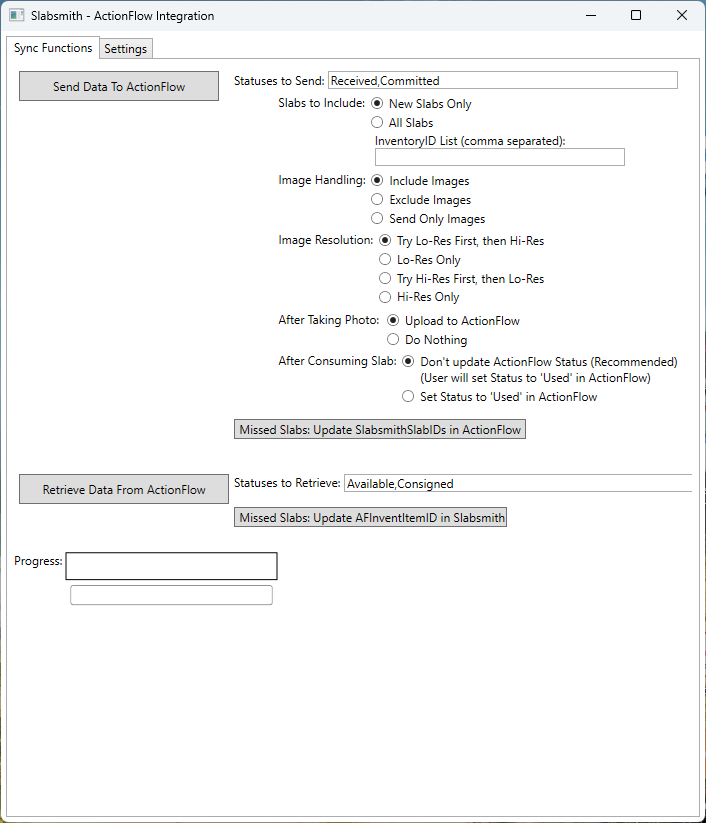 Slabsmith - ActionFlow Integration
Sync Functions
Settings
Send Data To ActionFlow
Statuses to Send: Received,Committed
Slabs to Include: New Slabs Only
All Slabs
InventoryID List (comma separated):
Image Handling: Include Images
Exclude Images
Send Only Images
Image Resolution: Try Lo-Res First, then Hi-Res
Lo-Res Only
Try Hi-Res First, then Lo-Res
Hi-Res Only
After Taking Photo: Upload to ActionFlow
Do Nothing
After Consuming Slab: Don't update ActionFlow Status (Recommended)
(User will set Status to 'Used' in ActionFlow)
Set Status to 'Used' in ActionFlow
Missed Slabs: Update SlabsmithSlabIDs in ActionFlow
Retrieve Data From ActionFlow
Statuses to Retrieve: Available,Consigned
Missed Slabs: Update AFInventItemID in Slabsmith
Progress: